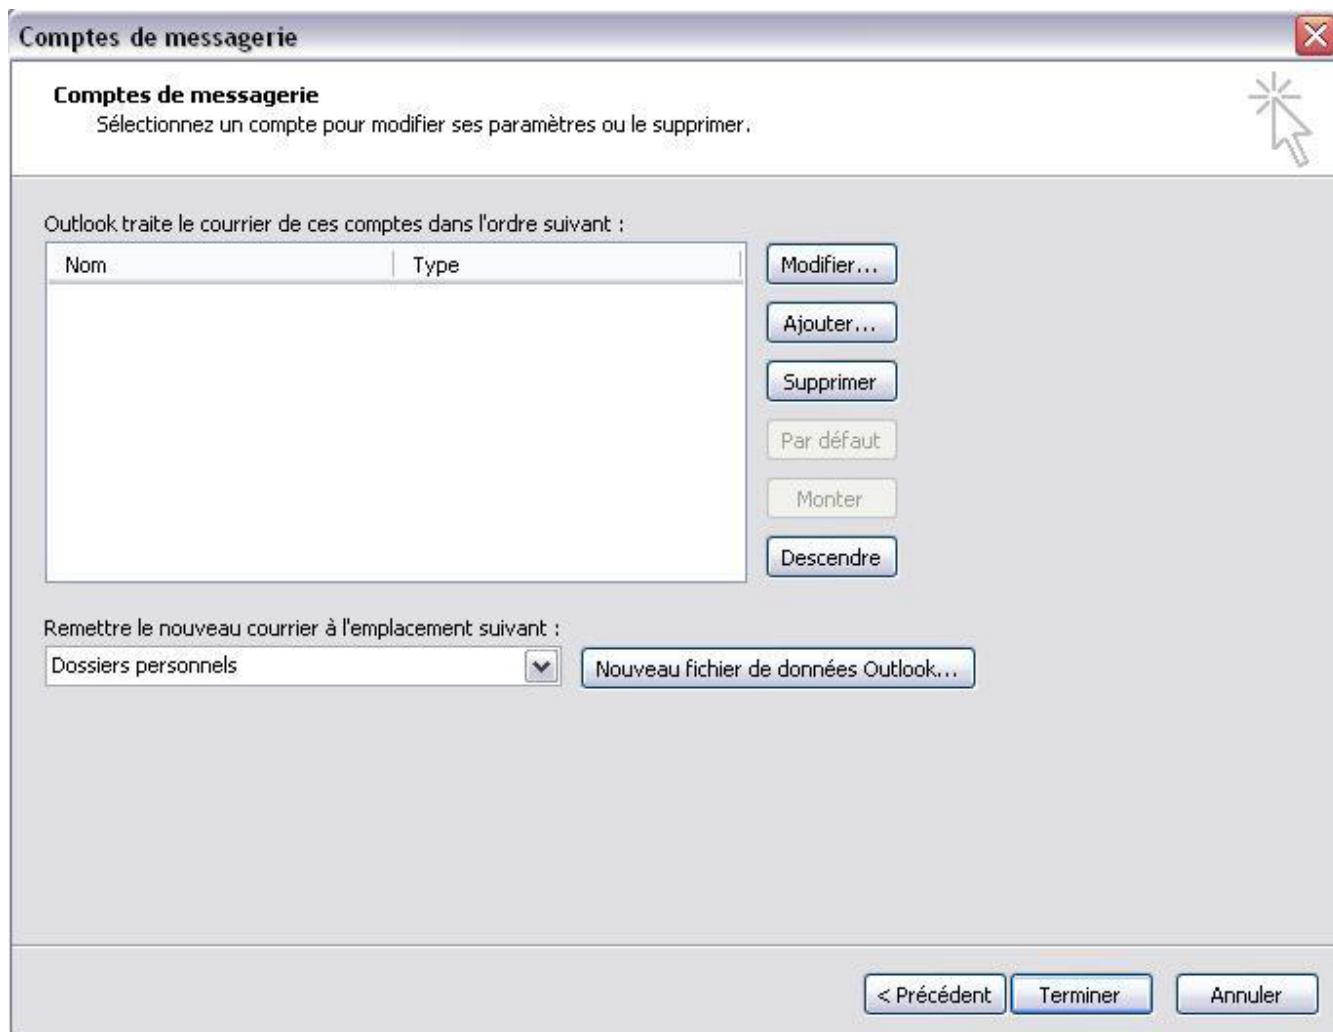 Comptes de messagerie
Comptes de messagerie
Sélectionnez un compte pour modifier ses paramètres ou le supprimer.
Outlook traite le courrier de ces comptes dans l'ordre suivant :
Nom Type
Modifier...
Ajouter...
Supprimer
Par défaut
Monter
Descendre
Remettre le nouveau courrier à l'emplacement suivant :
Dossiers personnels Nouveau fichier de données Outlook...
< Précédent Terminer Annuler